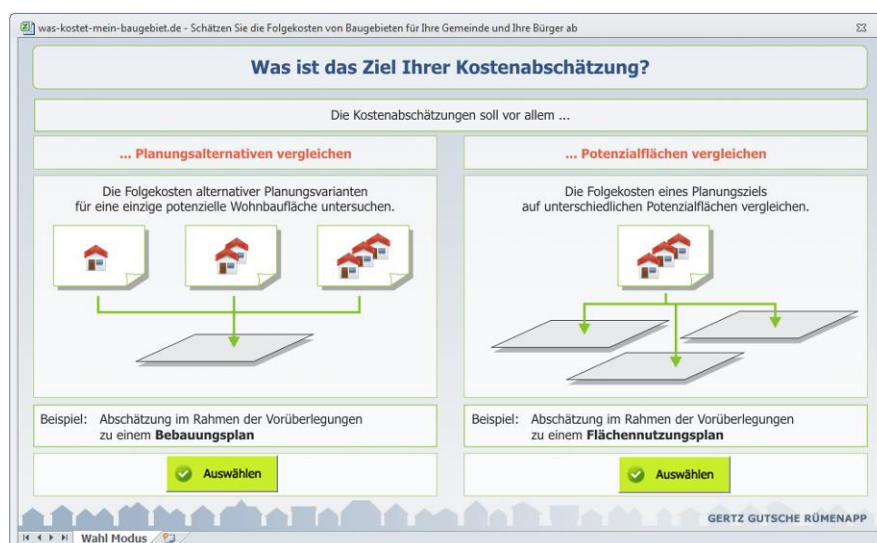 was-kostet-mein-baugebiet.de - Schätzen Sie die Folgekosten von Baugebieten für Ihre Gemeinde und Ihre Bürger ab
Was ist das Ziel Ihrer Kostenabschätzung?
Die Kostenabschätzungen soll vor allem ...
... Planungsalternativen vergleichen
Die Folgekosten alternativer Planungsvarianten
für eine einzige potenzielle Wohnbaufläche untersuchen.
Beispiel: Abschätzung im Rahmen der Vorüberlegungen
zu einem Bebauungsplan
Auswählen
... Potenzialflächen vergleichen
Die Folgekosten eines Planungsziels
auf unterschiedlichen Potenzialflächen vergleichen.
Beispiel: Abschätzung im Rahmen der Vorüberlegungen
zu einem Flächennutzungsplan
Auswählen
GERTZ GUTSCHE RÜMENAPP
Wahl Modus